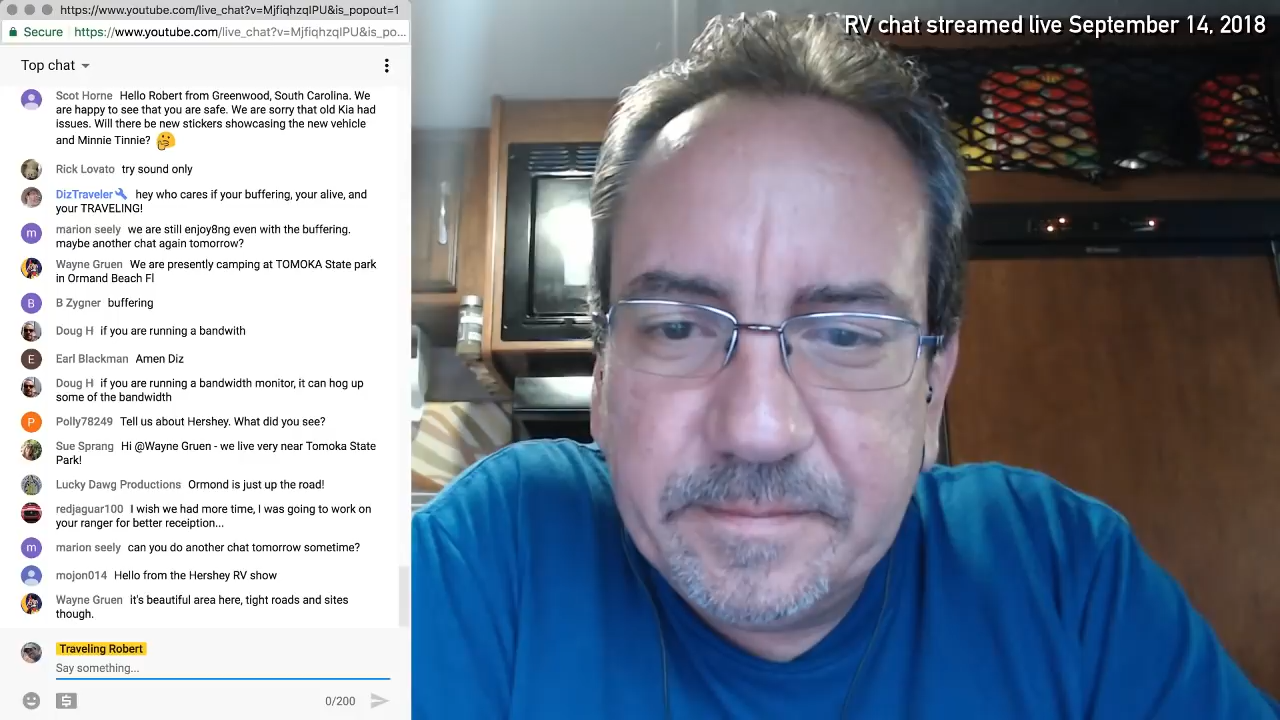 https://www.youtube.com/live_chat?v=MjfiqhzqIPU&is_popout=1
RV chat streamed live September 14, 2018
Secure https://www.youtube.com/live_chat?v=MjfiqhzqIPU&is_po...
Top chat
Scot Horne Hello Robert from Greenwood, South Carolina. We
are happy to see that you are safe. We are sorry that old Kia had
issues. Will there be new stickers showcasing the new vehicle
and Minnie Tinnie? 🤔
Rick Lovato try sound only
DizTraveler hey who cares if your buffering, your alive, and
your TRAVELING!
m
marion seely we are still enjoy8ng even with the buffering.
maybe another chat again tomorrow?
Wayne Gruen We are presently camping at TOMOKA State park
in Ormand Beach Fl
B
B Zygner buffering
Doug H if you are running a bandwith
E
Earl Blackman Amen Diz
Doug H if you are running a bandwidth monitor, it can hog up
some of the bandwidth
P
Polly78249 Tell us about Hershey. What did you see?
Sue Sprang Hi @Wayne Gruen - we live very near Tomoka State
Park!
Lucky Dawg Productions Ormond is just up the road!
redjaguar100 I wish we had more time, I was going to work on
your ranger for better receiption...
m
marion seely can you do another chat tomorrow sometime?
mojon014 Hello from the Hershey RV show
Wayne Gruen it's beautiful area here, tight roads and sites
though.
Traveling Robert
Say something...
$
0/200